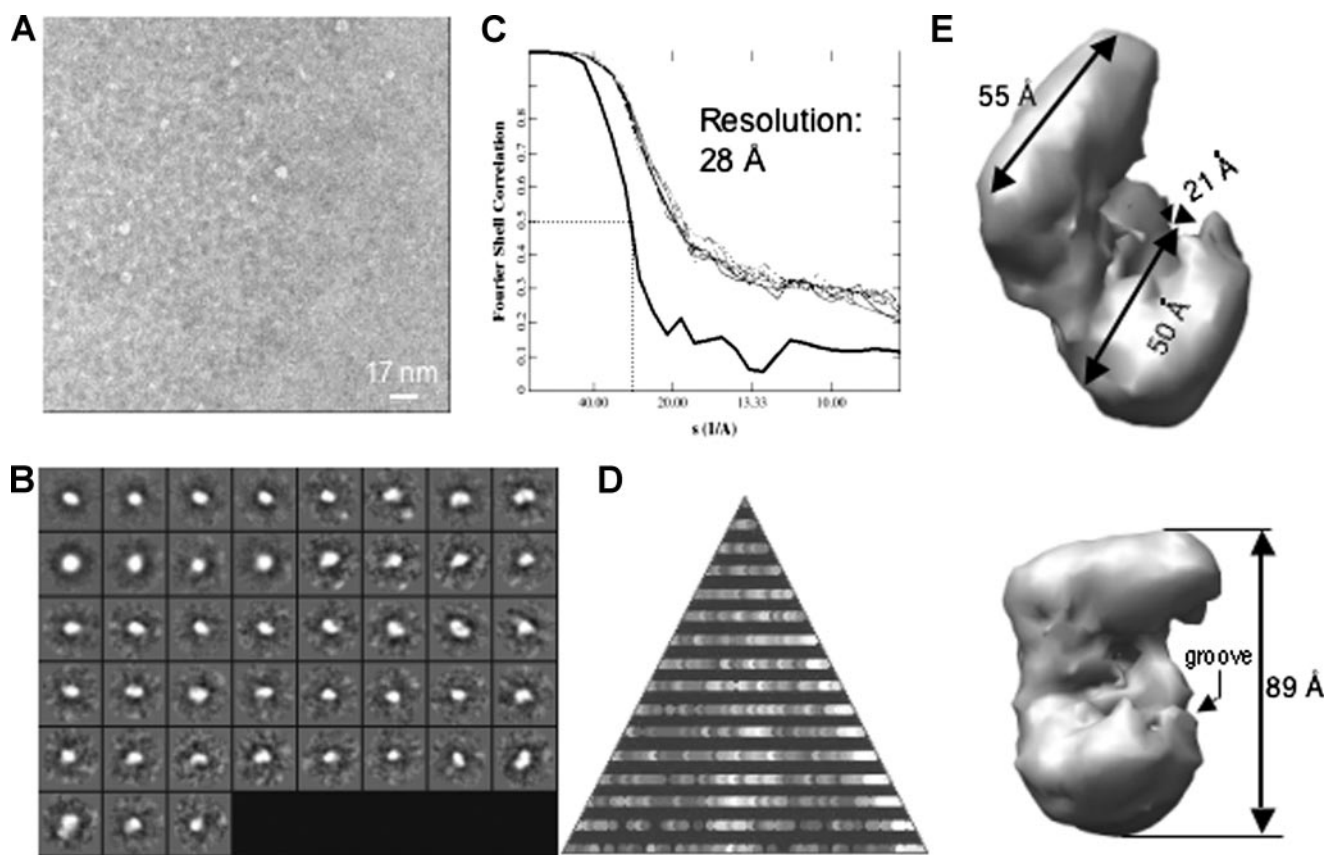 A
17 nm
B
C
Resolution:
28 Å
Fourier Shell Correlation
0.8
0.7
0.6
0.5
0.4
0.3
0.2
0.1
0
40.00
20.00
13.33
10.00
s (1/A)
D
E
55 Å
21 Å
50 Å
groove
89 Å